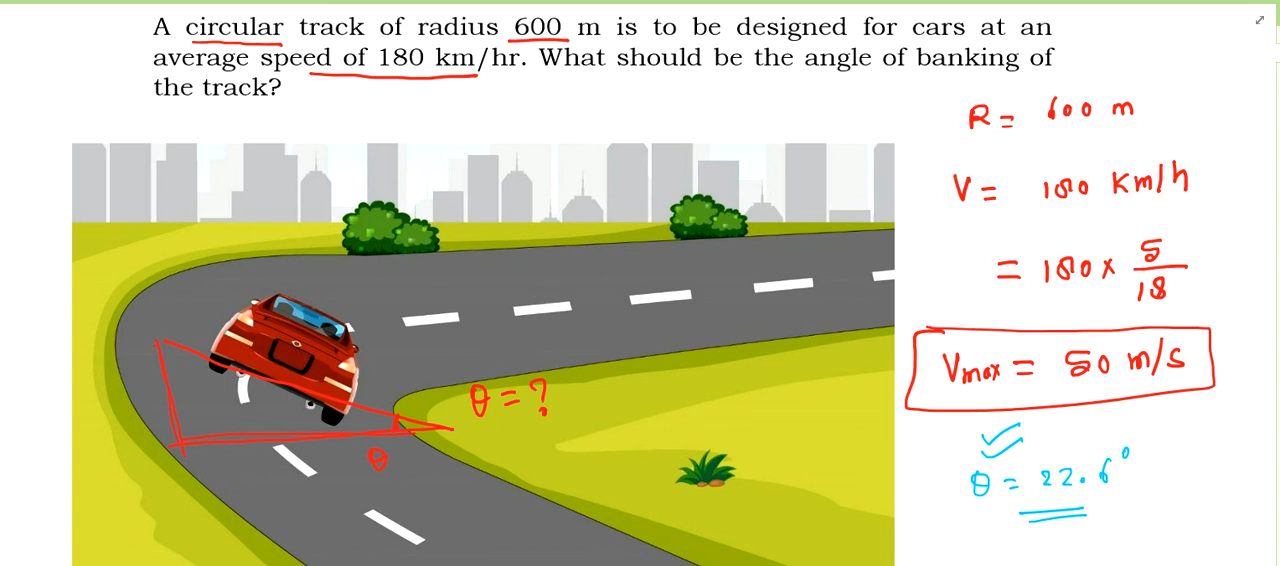 A circular track of radius 600 m is to be designed for cars at an
average speed of 180 km/hr. What should be the angle of banking of
the track?
R = 600 m
V = 180 Km/h
= 180 × 5/18
Vmax = 50 m/s
θ = ?
θ
θ = 22.6°